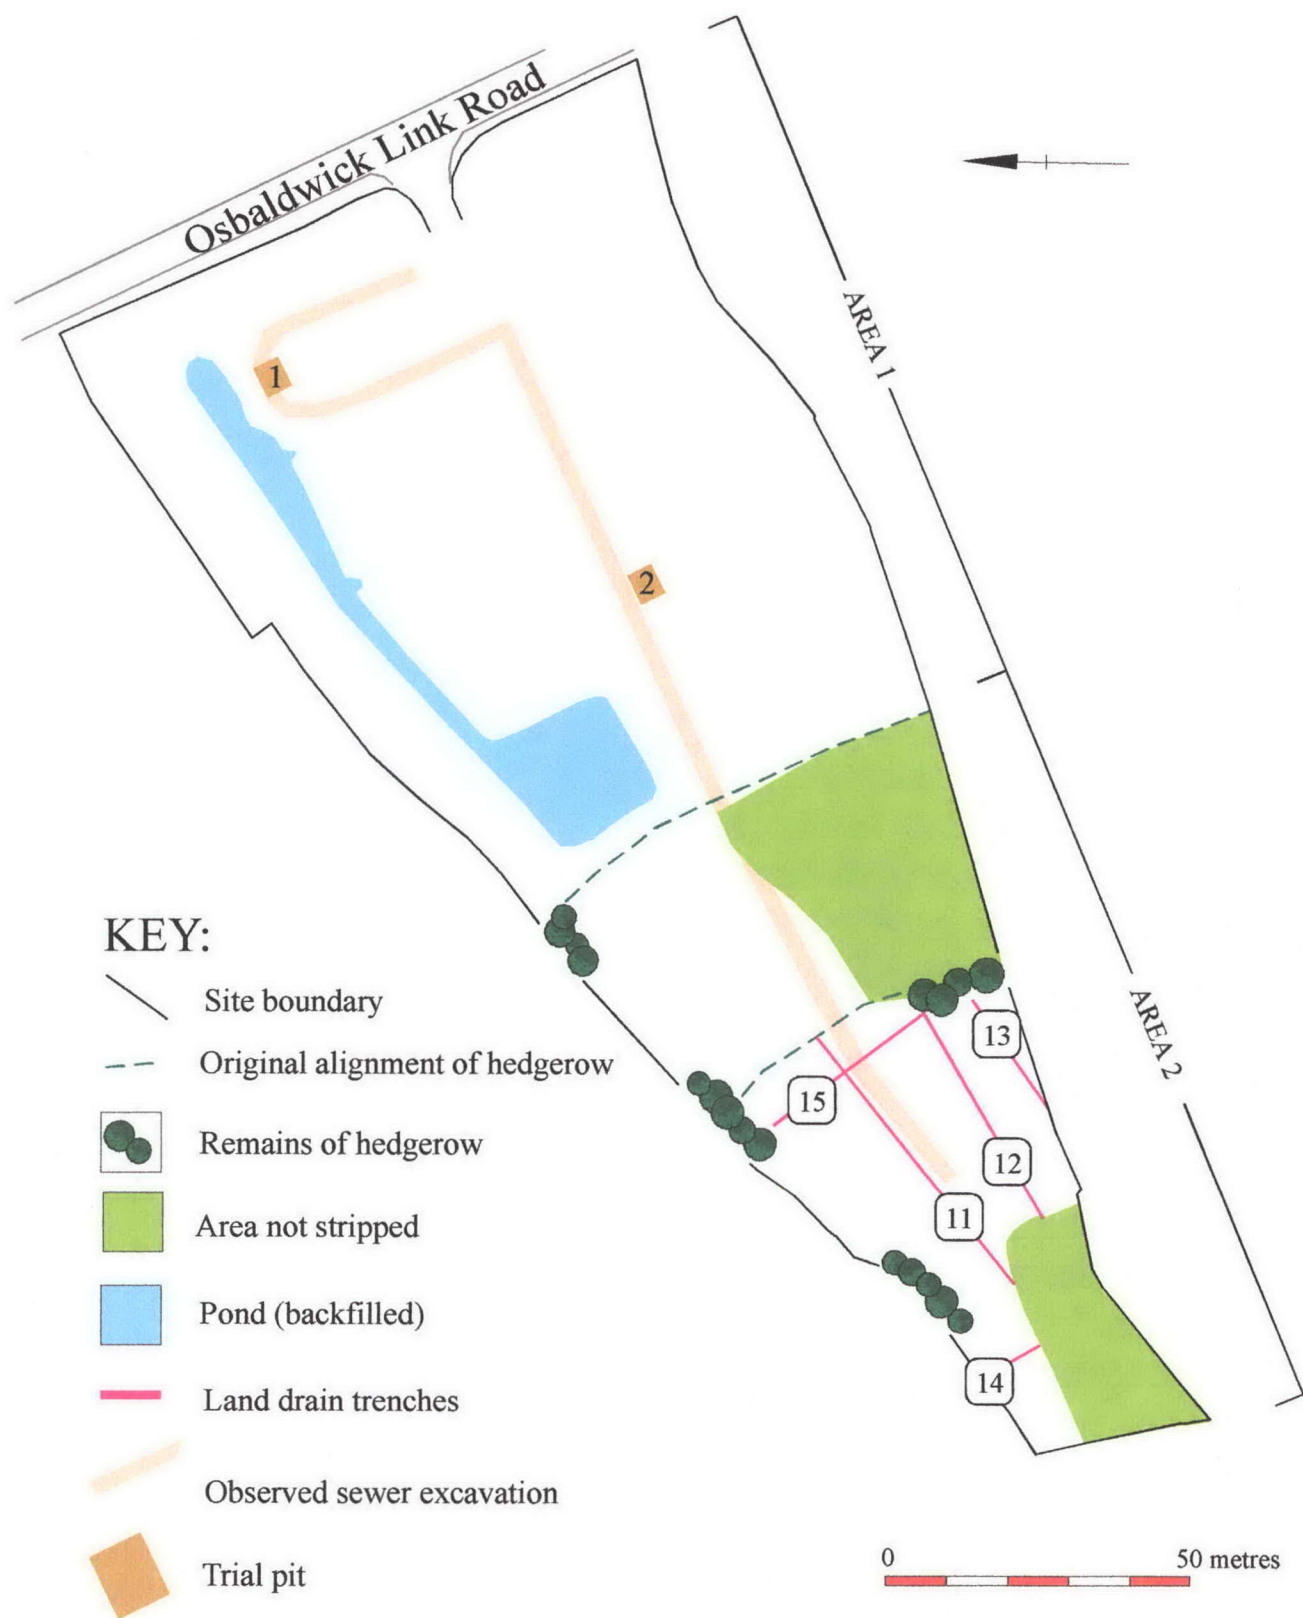 Osbaldwick Link Road
AREA 1
1
2
AREA 2
13
15
12
11
14
KEY:
Site boundary
Original alignment of hedgerow
Remains of hedgerow
Area not stripped
Pond (backfilled)
Land drain trenches
Observed sewer excavation
Trial pit
0 50 metres